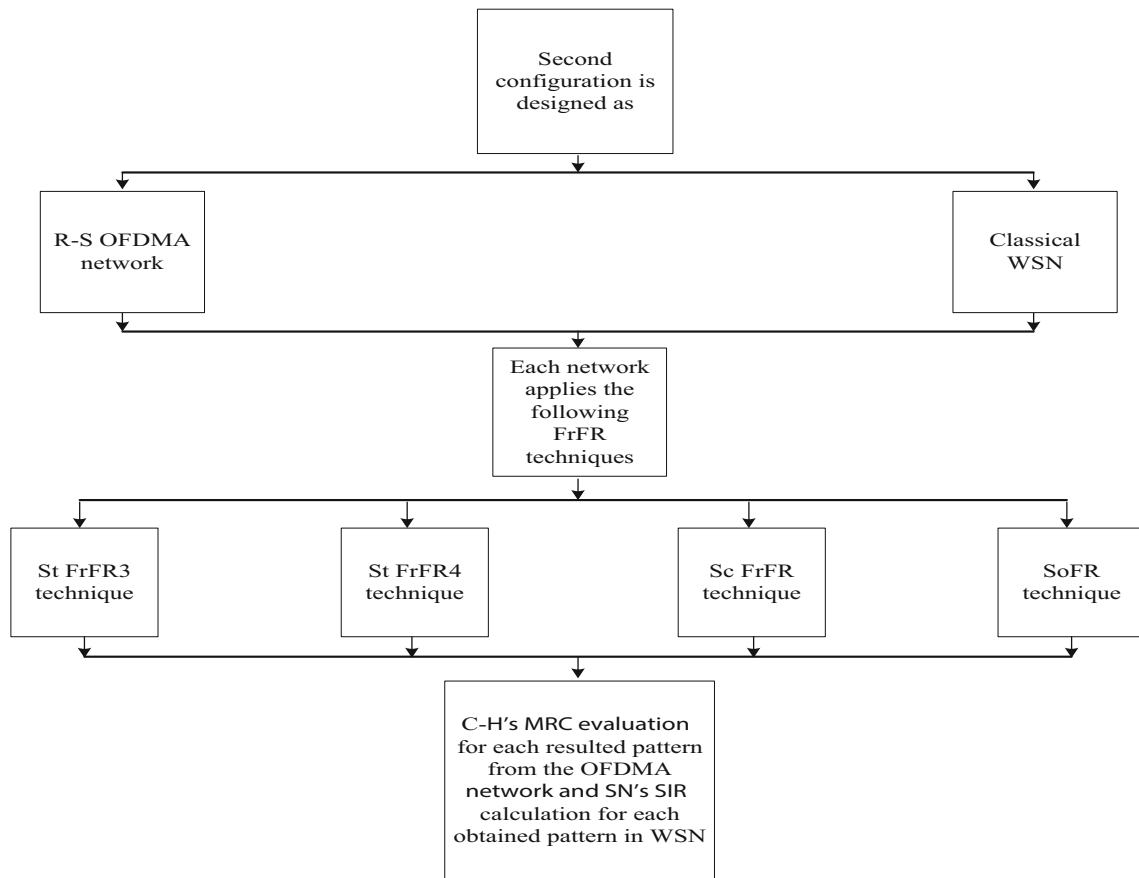 Second
configuration is
designed as
R-S OFDMA
network
Classical
WSN
Each network
applies the
following
FrFR
techniques
St FrFR3
technique
St FrFR4
technique
Sc FrFR
technique
SoFR
technique
C-H's MRC evaluation
for each resulted pattern
from the OFDMA
network and SN's SIR
calculation for each
obtained pattern in WSN